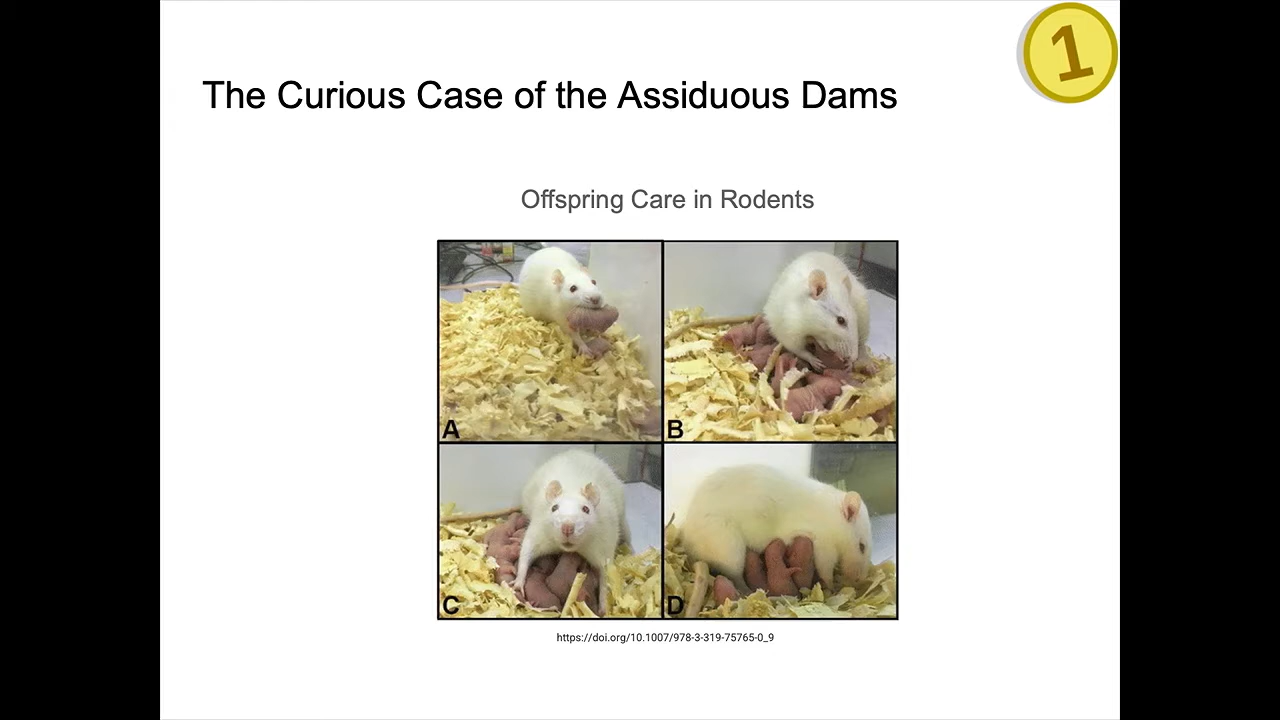 1
The Curious Case of the Assiduous Dams
Offspring Care in Rodents
A
B
C
D
https://doi.org/10.1007/978-3-319-75765-0_9